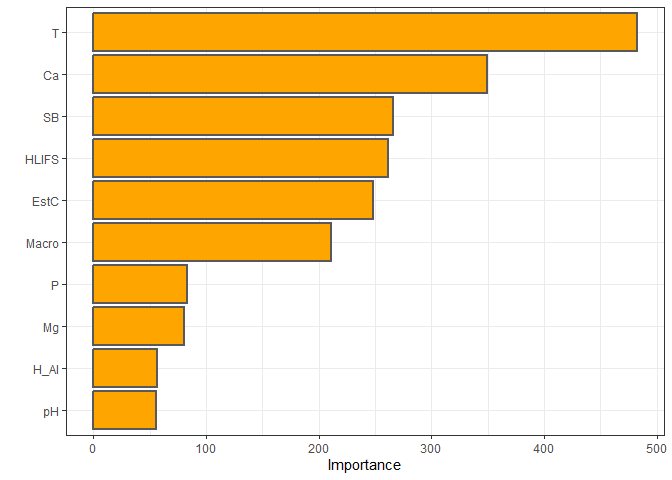 T
Ca
SB
HLIFS
EstC
Macro
P
Mg
H_Al
pH
0 100 200 300 400 500
Importance